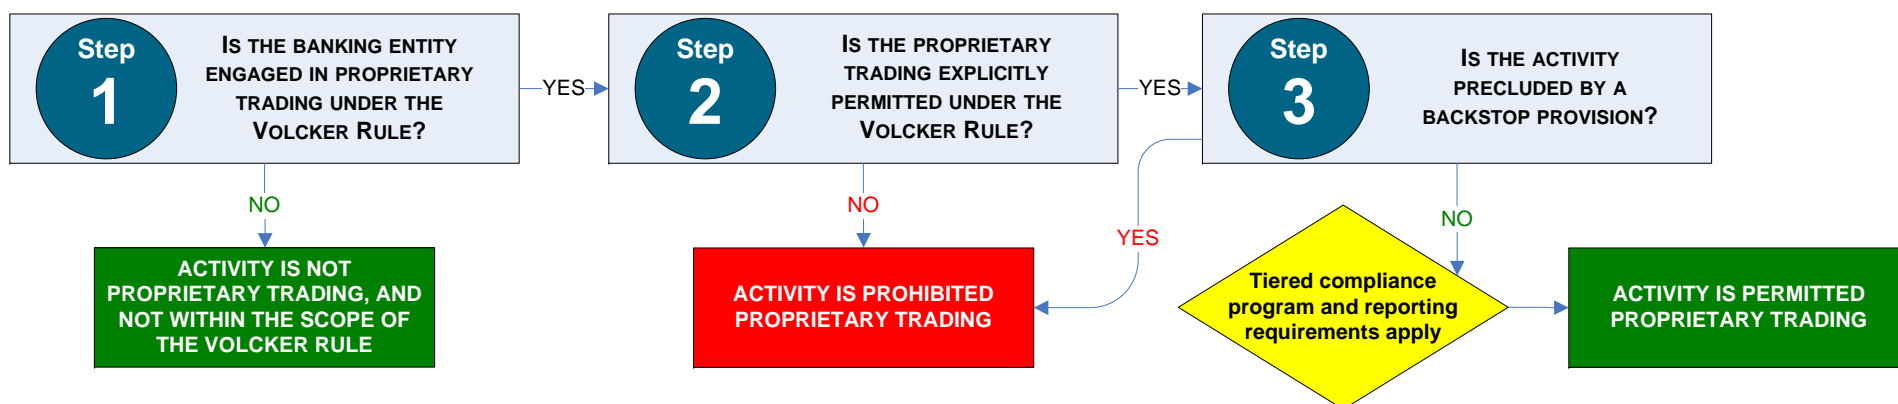 Step
1
IS THE BANKING ENTITY
ENGAGED IN PROPRIETARY
TRADING UNDER THE
VOLCKER RULE?
YES
Step
2
IS THE PROPRIETARY
TRADING EXPLICITLY
PERMITTED UNDER THE
VOLCKER RULE?
YES
Step
3
IS THE ACTIVITY
PRECLUDED BY A
BACKSTOP PROVISION?
NO
NO
YES
NO
ACTIVITY IS NOT
PROPRIETARY TRADING, AND
NOT WITHIN THE SCOPE OF
THE VOLCKER RULE
ACTIVITY IS PROHIBITED
PROPRIETARY TRADING
Tiered compliance
program and reporting
requirements apply
ACTIVITY IS PERMITTED
PROPRIETARY TRADING